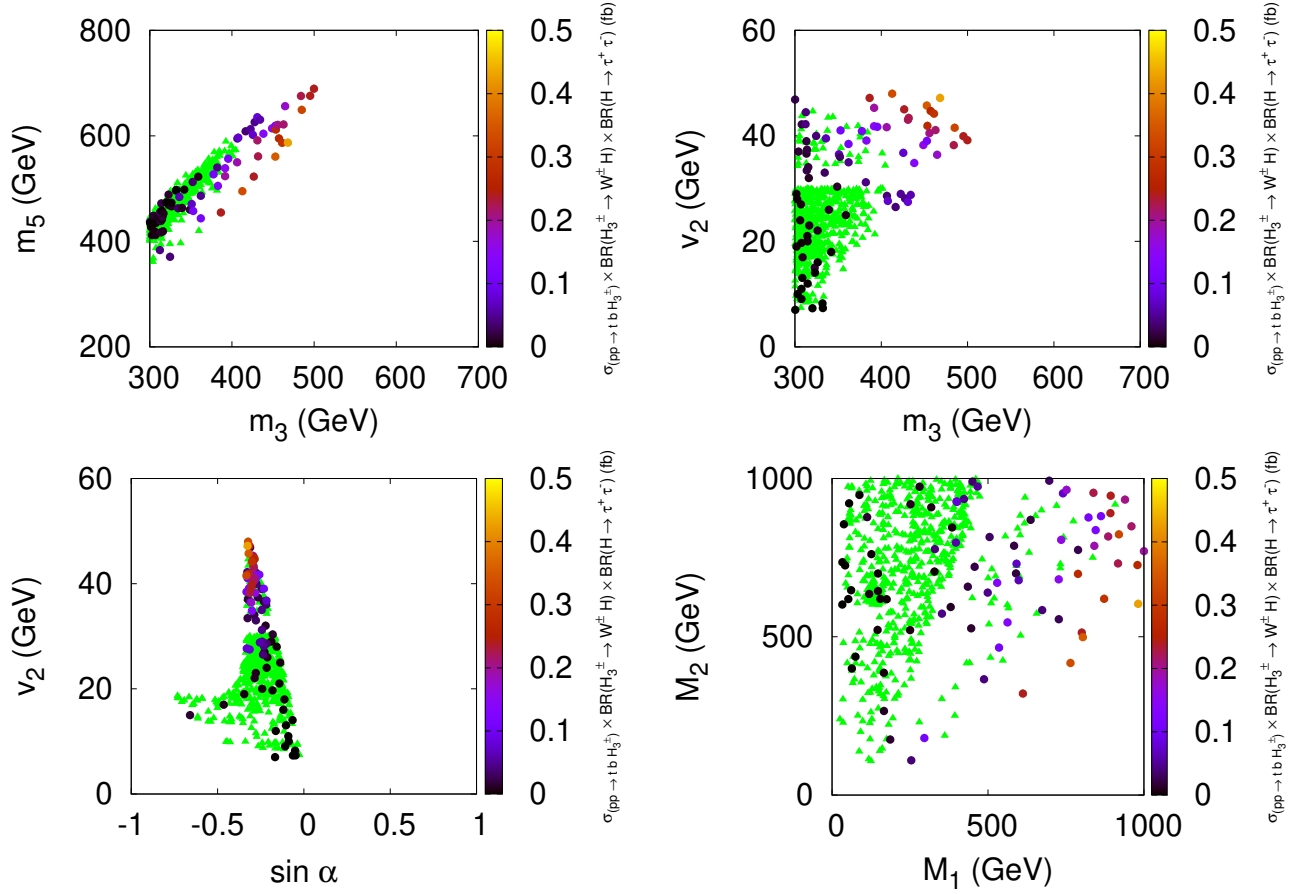 800
600
400
200
300 400 500 600 700
m₅ (GeV)
m₃ (GeV)
0.5
0.4
0.3
0.2
0.1
0
σ(pp→t b H₃±) × BR(H₃± → W± H) × BR(H → τ⁺ τ⁻) (fb)
60
40
20
0
300 400 500 600 700
v₂ (GeV)
m₃ (GeV)
0.5
0.4
0.3
0.2
0.1
0
σ(pp→t b H₃±) × BR(H₃± → W± H) × BR(H → τ⁺ τ⁻) (fb)
60
40
20
0
-1 -0.5 0 0.5 1
v₂ (GeV)
sin α
0.5
0.4
0.3
0.2
0.1
0
σ(pp→t b H₃±) × BR(H₃± → W± H) × BR(H → τ⁺ τ⁻) (fb)
1000
500
0
0 500 1000
M₂ (GeV)
M₁ (GeV)
0.5
0.4
0.3
0.2
0.1
0
σ(pp→t b H₃±) × BR(H₃± → W± H) × BR(H → τ⁺ τ⁻) (fb)